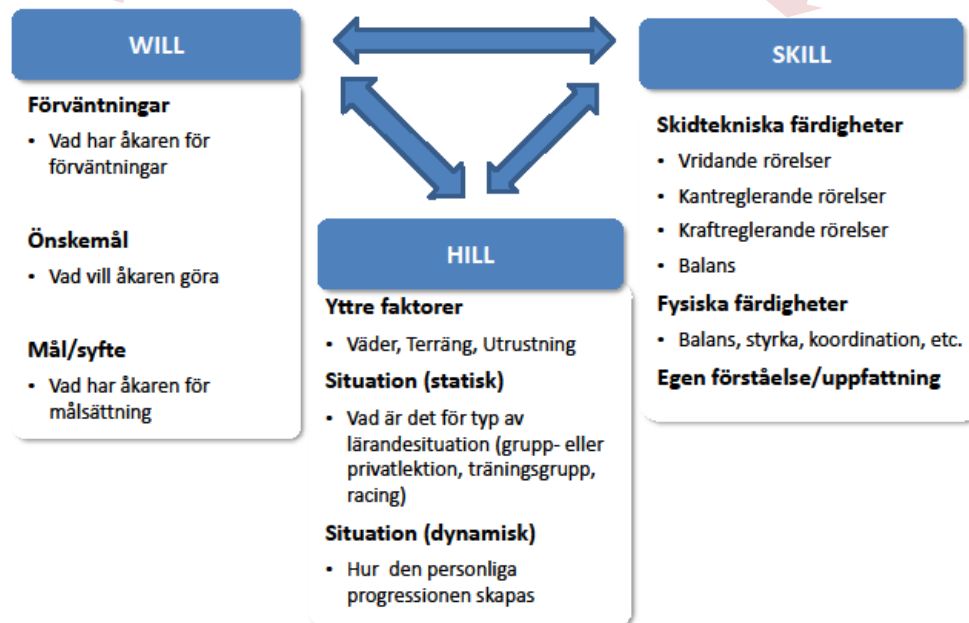 WILL
Förväntningar
• Vad har åkaren för
förväntningar
Önskemål
• Vad vill åkaren göra
Mål/syfte
• Vad har åkaren för
målsättning
HILL
Yttre faktorer
• Väder, Terräng, Utrustning
Situation (statisk)
• Vad är det för typ av
lärandesituation (grupp- eller
privatlektion, träningsgrupp,
racing)
Situation (dynamisk)
• Hur den personliga
progressionen skapas
SKILL
Skidtekniska färdigheter
• Vridande rörelser
• Kantreglerande rörelser
• Kraftreglerande rörelser
• Balans
Fysiska färdigheter
• Balans, styrka, koordination, etc.
Egen förståelse/uppfattning